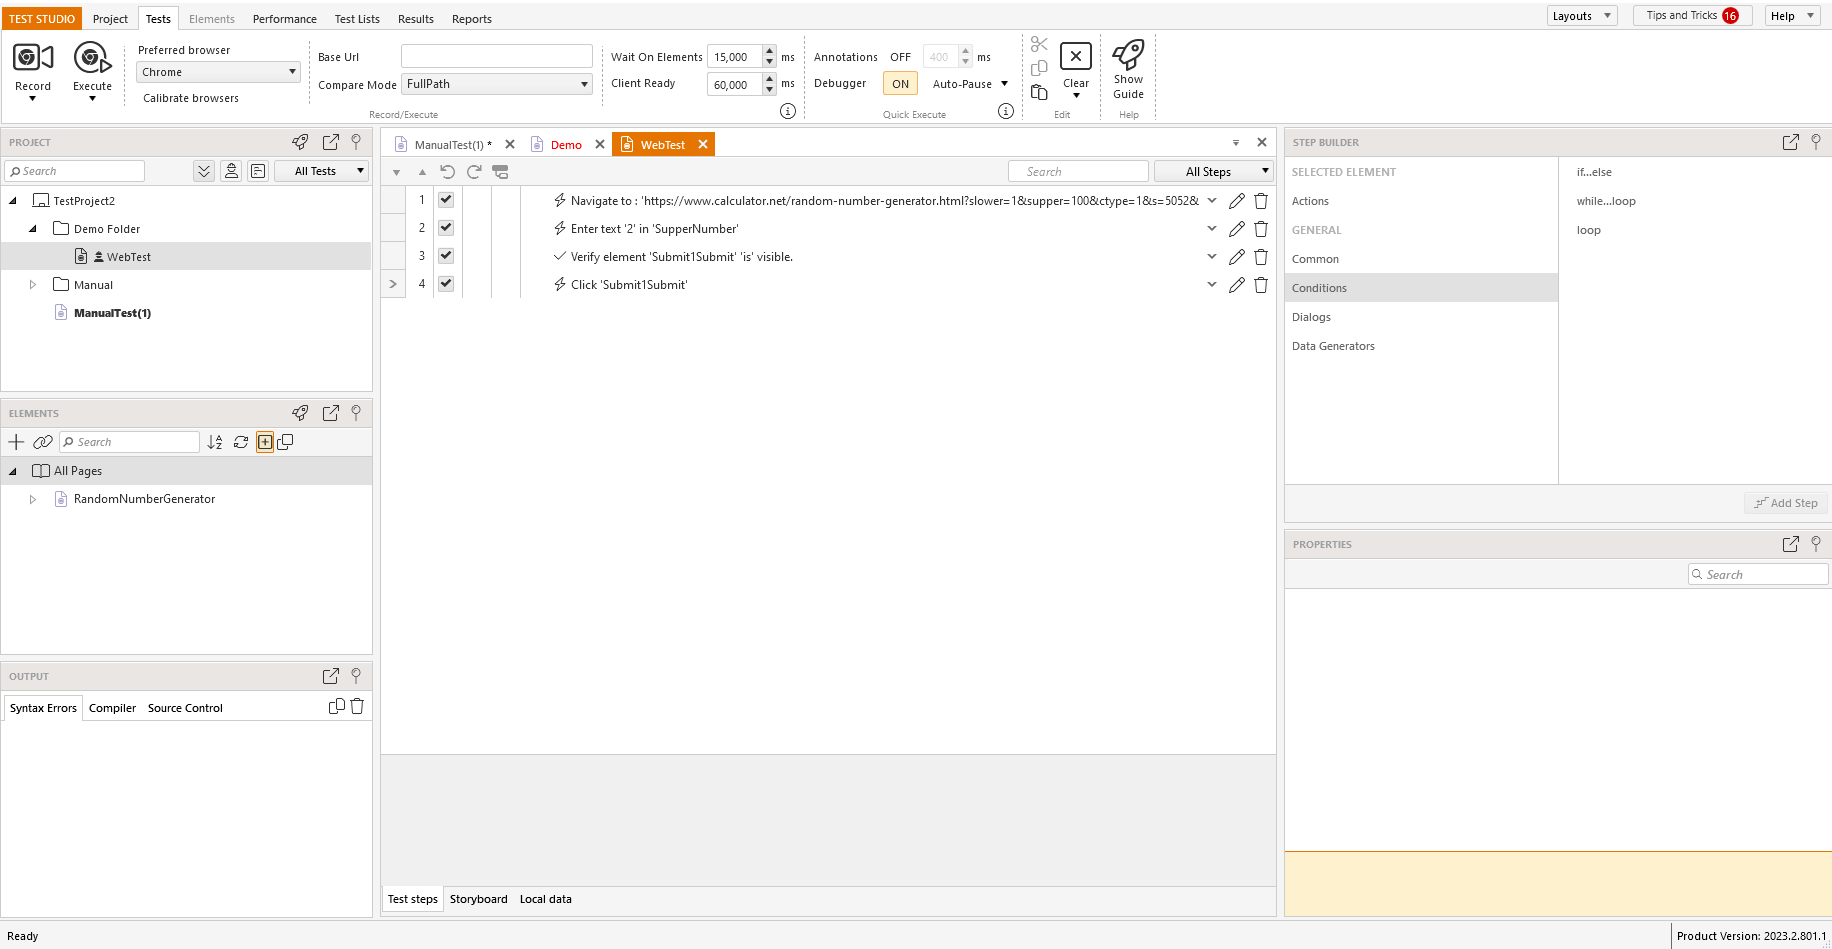 TEST STUDIO Project Tests Elements Performance Test Lists Results Reports Layouts Tips and Tricks 16 Help
Record
Execute
Preferred browser
Chrome
Calibrate browsers
Base Url
Compare Mode FullPath
Record/Execute
Wait On Elements 15,000 ms
Client Ready 60,000 ms
Annotations OFF 400 ms
Debugger ON Auto-Pause
Quick Execute
Clear
Edit
Show
Guide
Help
PROJECT
Search All Tests
TestProject2
Demo Folder
WebTest
Manual
ManualTest(1)
ELEMENTS
Search
All Pages
RandomNumberGenerator
OUTPUT
Syntax Errors Compiler Source Control
ManualTest(1) * Demo WebTest
Search All Steps
1 Navigate to : 'https://www.calculator.net/random-number-generator.html?slower=1&supper=100&ctype=1&s=5052&
2 Enter text '2' in 'SupperNumber'
3 Verify element 'Submit1Submit' 'is' visible.
4 Click 'Submit1Submit'
Test steps Storyboard Local data
STEP BUILDER
SELECTED ELEMENT
Actions
GENERAL
Common
Conditions
Dialogs
Data Generators
if...else
while...loop
loop
Add Step
PROPERTIES
Search
Ready
Product Version: 2023.2.801.1